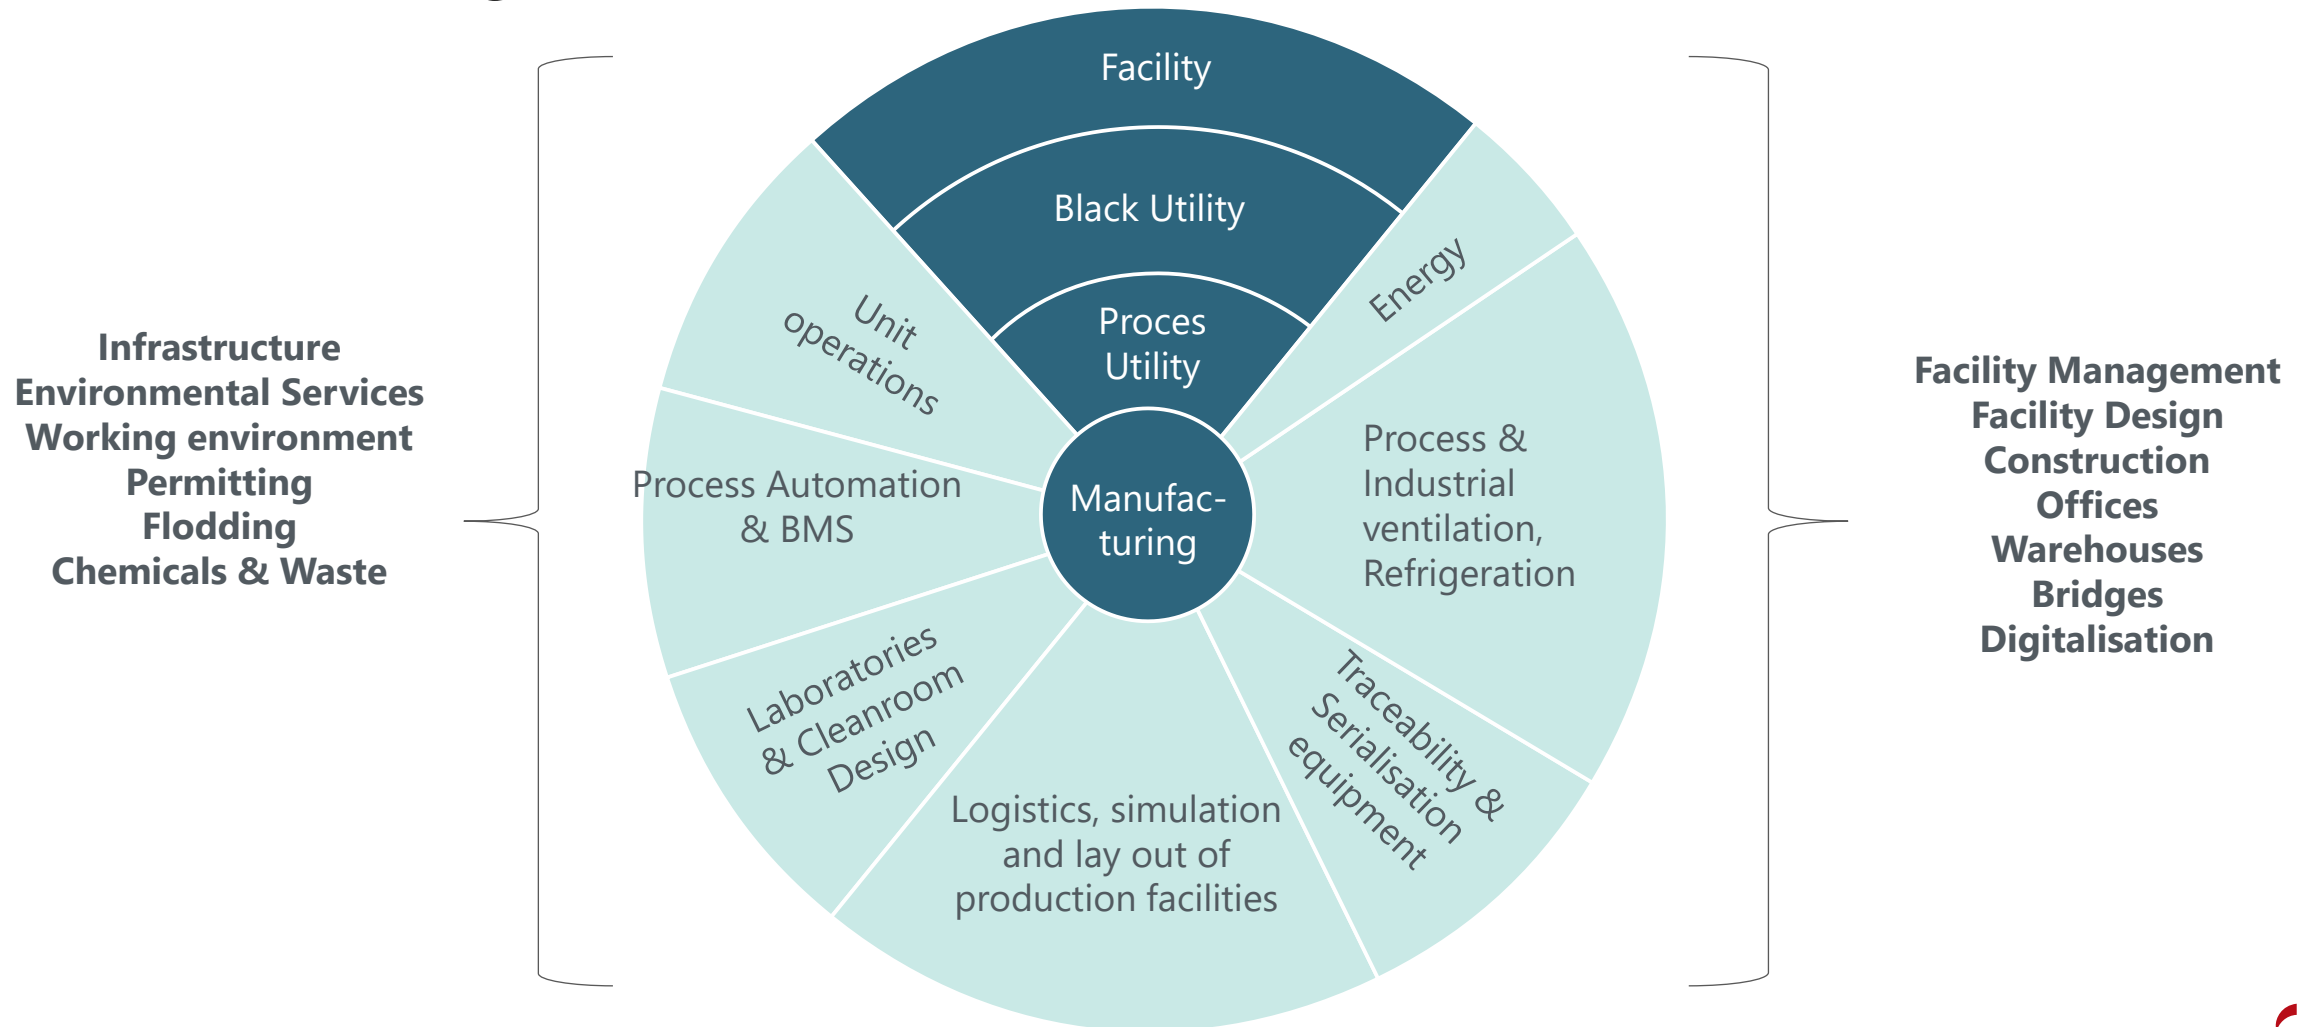 Infrastructure
Environmental Services
Working environment
Permitting
Flodding
Chemicals & Waste
Facility
Black Utility
Proces
Utility
Manufac-
turing
Energy
Process &
Industrial
ventilation,
Refrigeration
Traceability &
Serialisation
equipment
Logistics, simulation
and lay out of
production facilities
Laboratories
& Cleanroom
Design
Process Automation
& BMS
Unit
operations
Facility Management
Facility Design
Construction
Offices
Warehouses
Bridges
Digitalisation